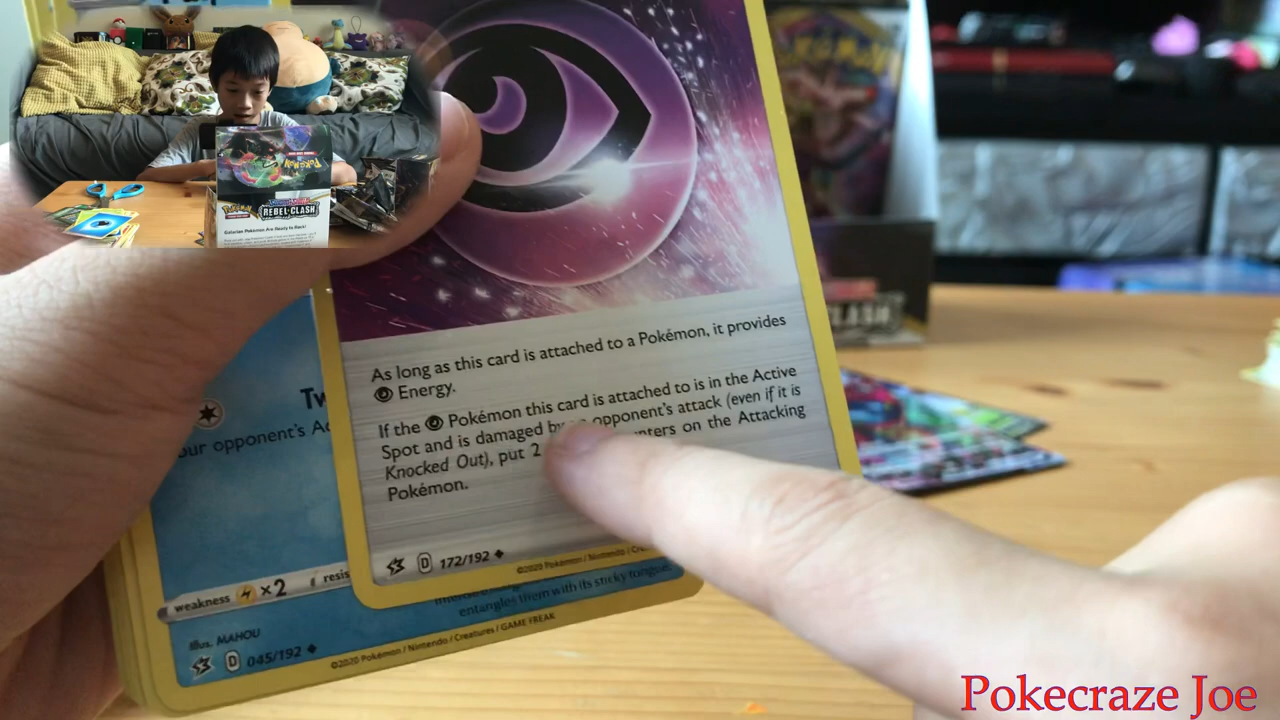 POKÉMON
REBEL CLASH
Galarian Pokémon Are Ready to Rock!
As long as this card is attached to a Pokémon, it provides
Energy.
If the Pokémon this card is attached to is in the Active
Spot and is damaged by opponent's attack (even if it is
Knocked Out), put 2 on the Attacking
Pokémon.
D 172/192
©2020 Pokémon / Nintendo /
Tw
our opponent's Ac
weakness ×2 resis
entangles them with its sticky tongue.
Illus. MAHOU
D 045/192
©2020 Pokémon / Nintendo / Creatures / GAME FREAK
Pokecraze Joe